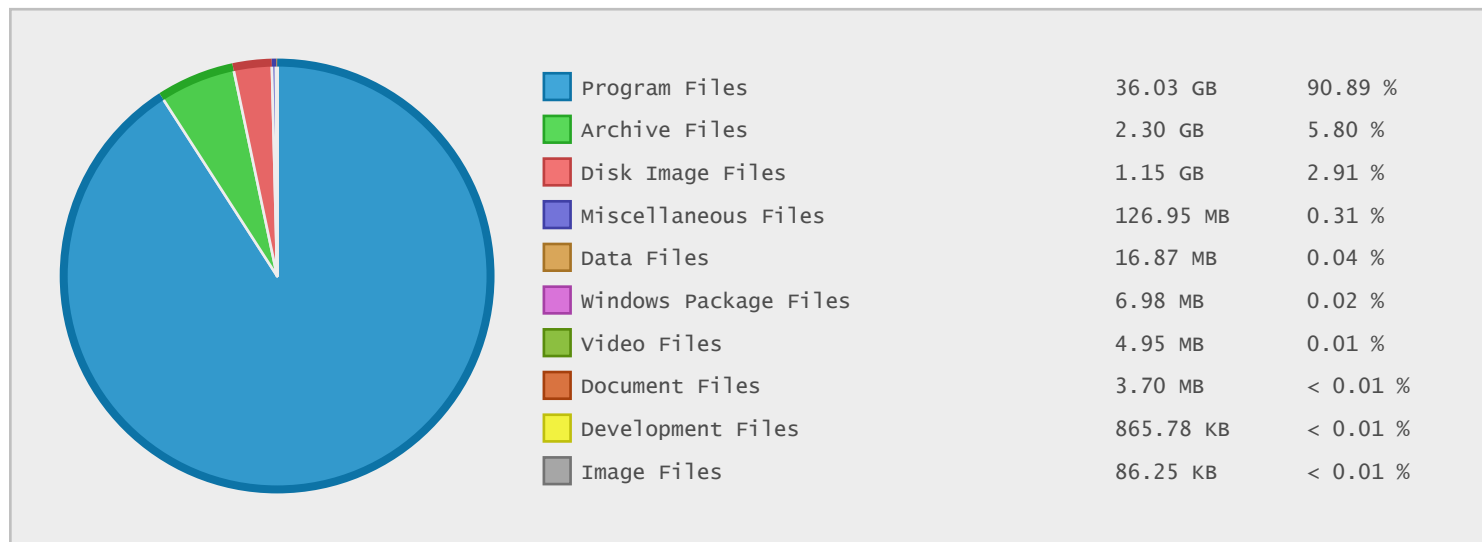 Program Files 36.03 GB 90.89 %
Archive Files 2.30 GB 5.80 %
Disk Image Files 1.15 GB 2.91 %
Miscellaneous Files 126.95 MB 0.31 %
Data Files 16.87 MB 0.04 %
Windows Package Files 6.98 MB 0.02 %
Video Files 4.95 MB 0.01 %
Document Files 3.70 MB < 0.01 %
Development Files 865.78 KB < 0.01 %
Image Files 86.25 KB < 0.01 %